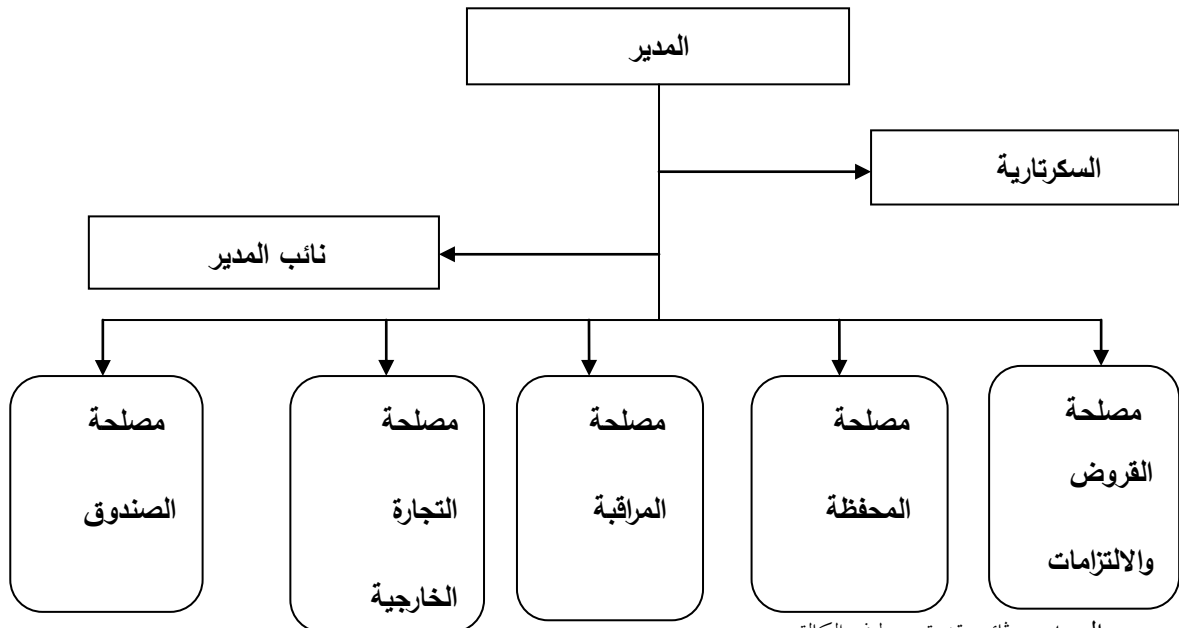 المدير
السكرتارية
نائب المدير
مصلحة
القروض
والالتزامات
مصلحة
المحفظة
مصلحة
المراقبة
مصلحة
التجارة
الخارجية
مصلحة
الصندوق